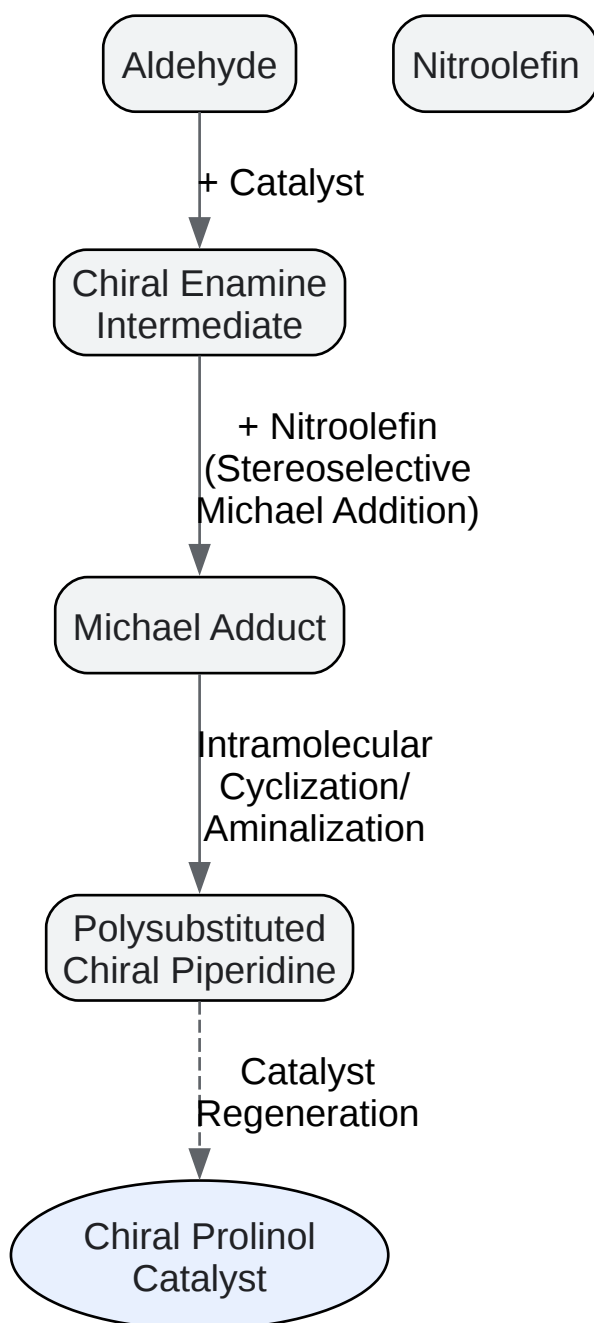 Aldehyde
Nitroolefin
+ Catalyst
Chiral Enamine
Intermediate
+ Nitroolefin
(Stereoselective
Michael Addition)
Michael Adduct
Intramolecular
Cyclization/
Aminalization
Polysubstituted
Chiral Piperidine
Catalyst
Regeneration
Chiral Prolinol
Catalyst